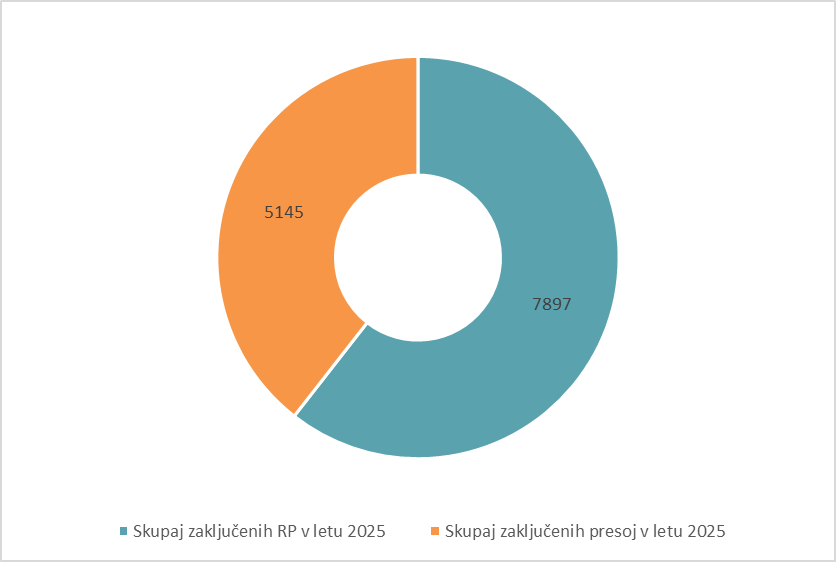 5145
7897
Skupaj zaključenih RP v letu 2025
Skupaj zaključenih presoj v letu 2025